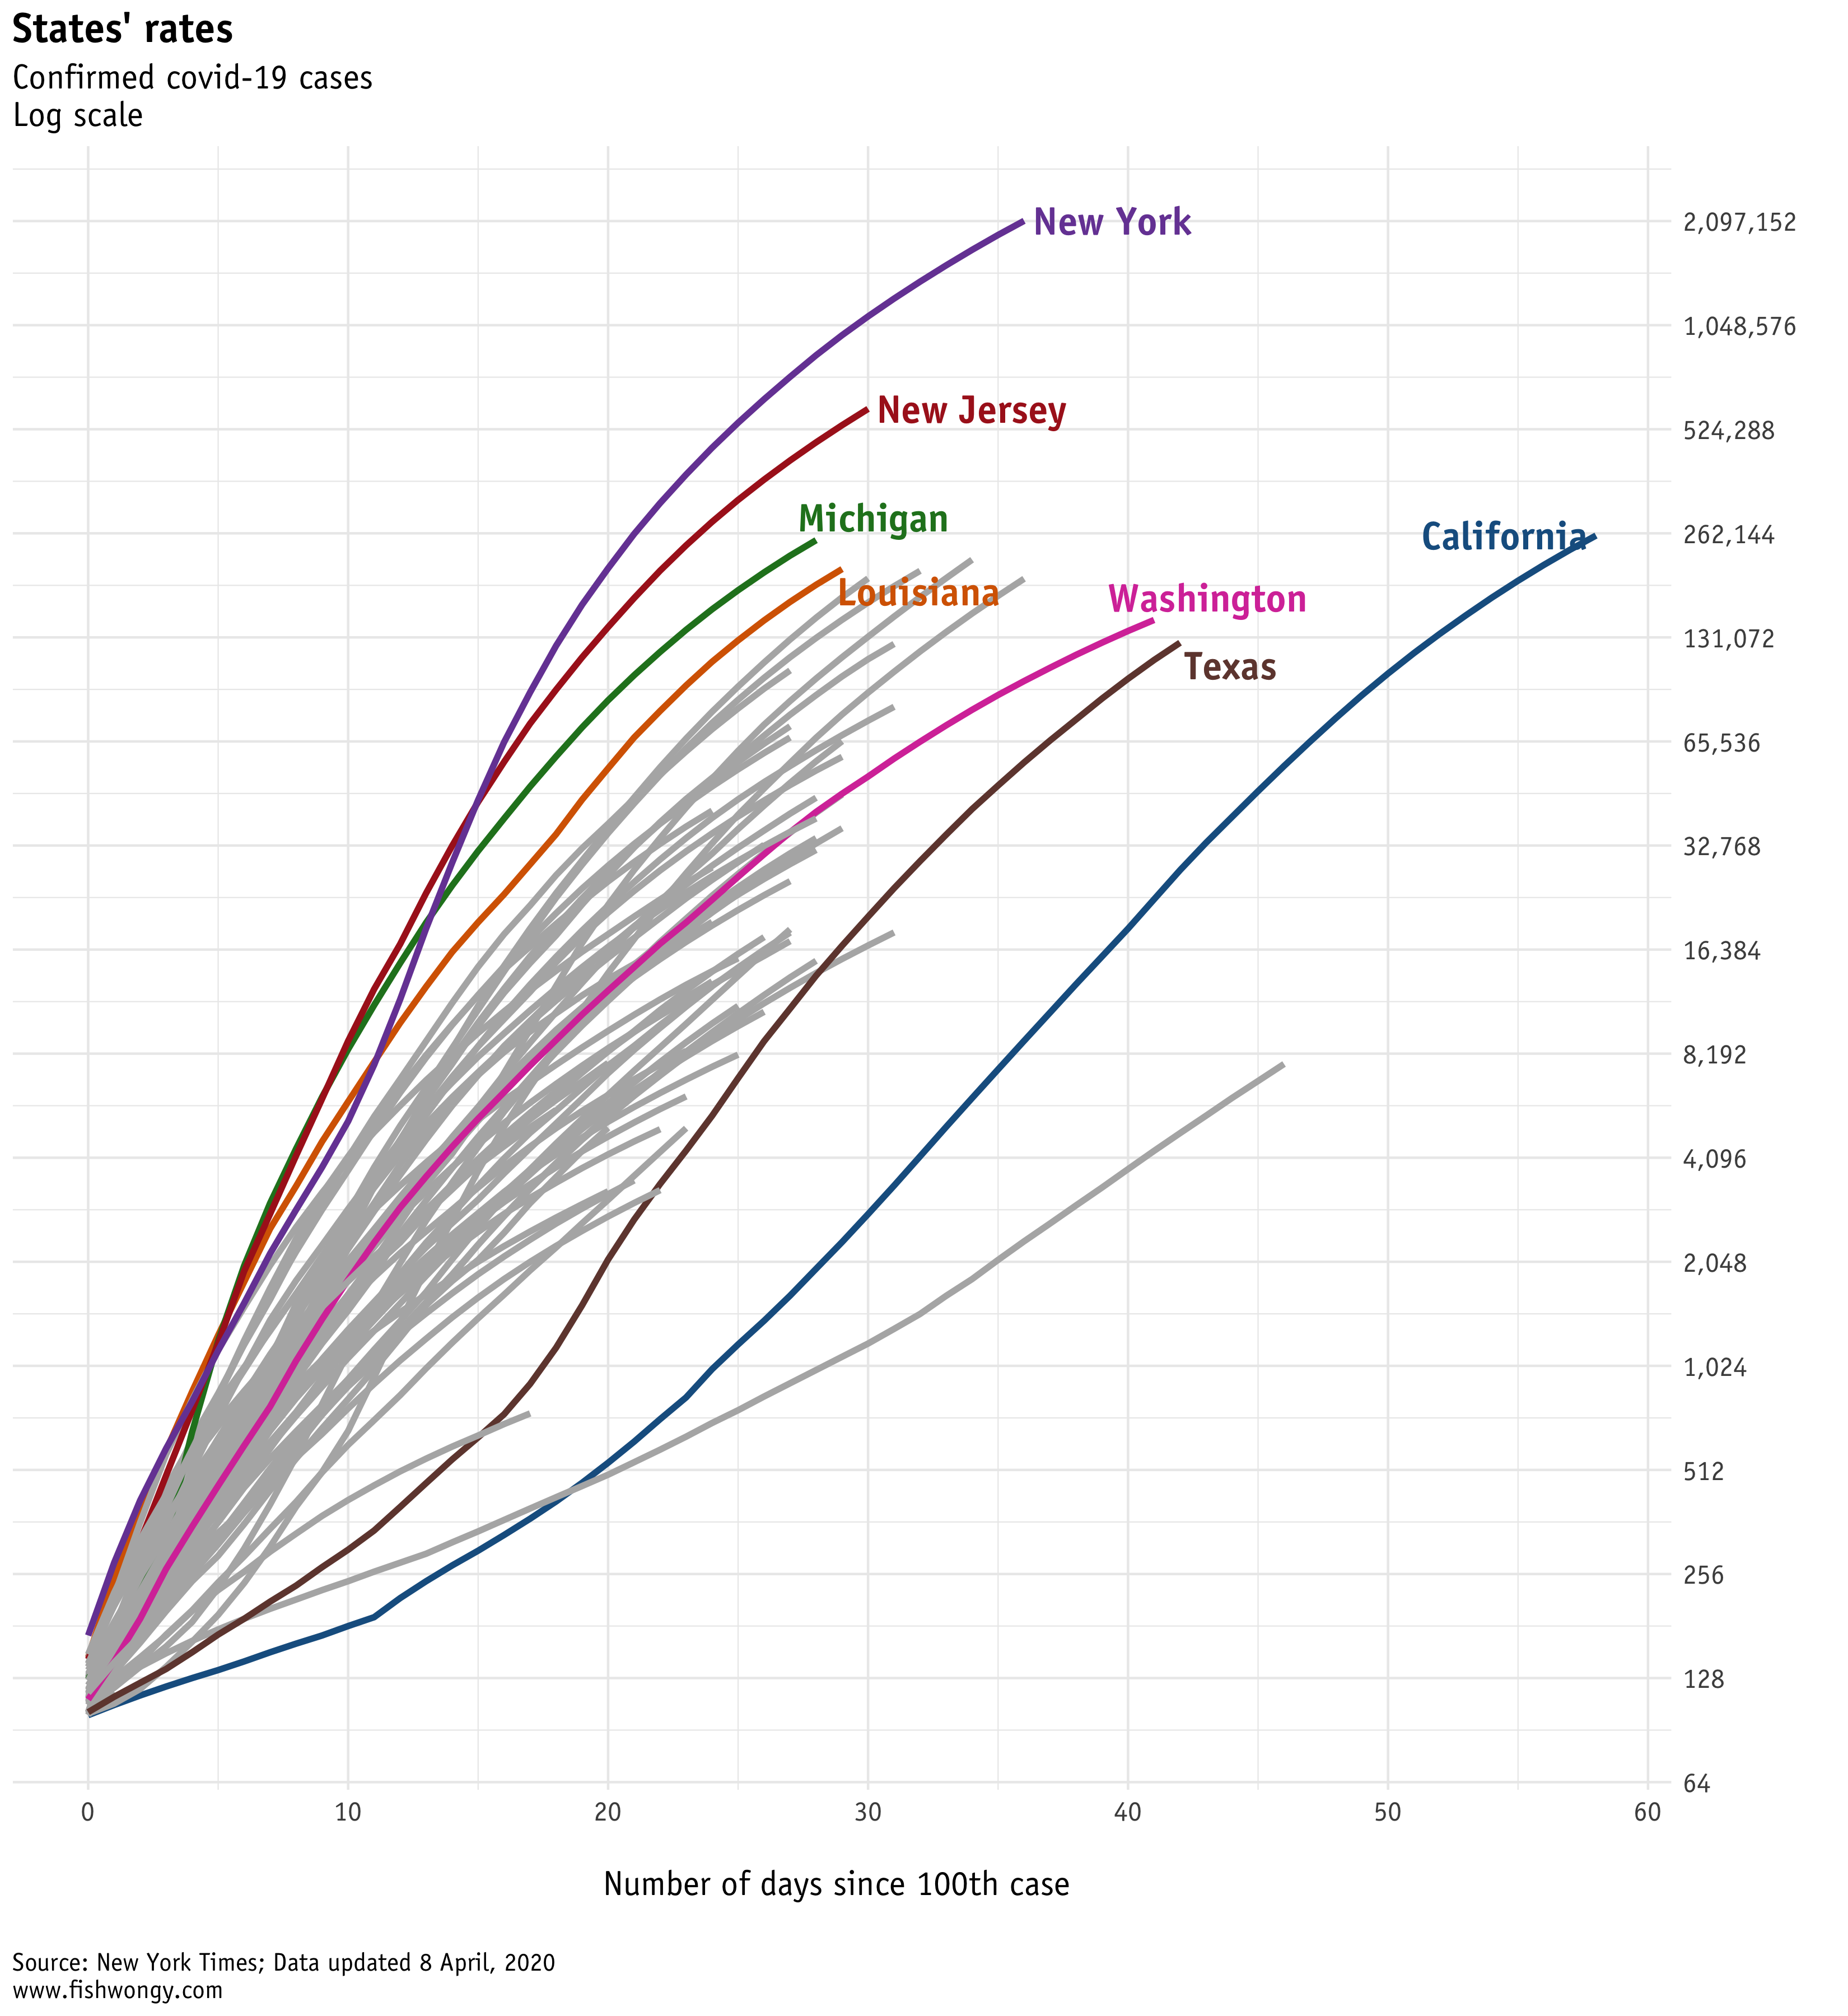 States' rates
Confirmed covid-19 cases
Log scale
New York
2,097,152
1,048,576
New Jersey
524,288
Michigan
California
262,144
Louisiana
Washington
131,072
Texas
65,536
32,768
16,384
8,192
4,096
2,048
1,024
512
256
128
64
0 10 20 30 40 50 60
Number of days since 100th case
Source: New York Times; Data updated 8 April, 2020
www.fishwongy.com